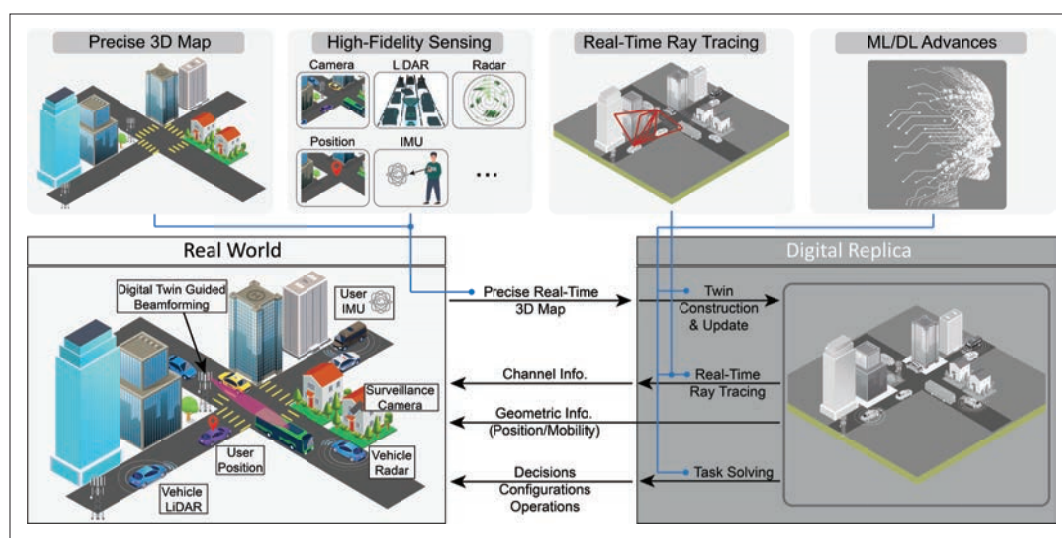 Precise 3D Map
High-Fidelity Sensing
Real-Time Ray Tracing
ML/DL Advances
Camera
LiDAR
Radar
Position
IMU
...
Real World
Digital Replica
Digital Twin Guided
Beamforming
User
IMU
Surveillance
Camera
User
Position
Vehicle
Radar
Vehicle
LiDAR
Precise Real-Time
3D Map
Channel Info.
Geometric Info.
(Position/Mobility)
Decisions
Configurations
Operations
Twin
Construction
& Update
Real-Time
Ray Tracing
Task Solving